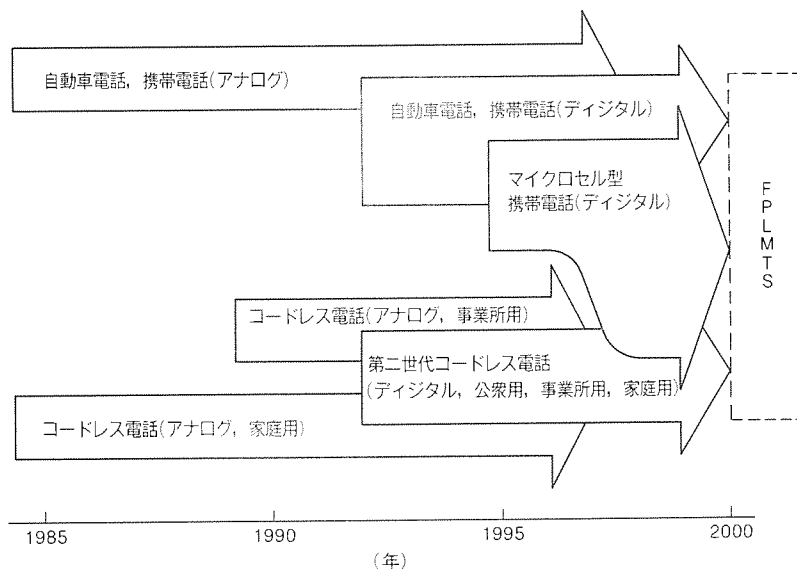 自動車電話，携帯電話(アナログ)
自動車電話，携帯電話(ディジタル)
マイクロセル型
携帯電話(ディジタル)
FPLMTS
コードレス電話(アナログ，事業所用)
第二世代コードレス電話
(ディジタル，公衆用，事業所用，家庭用)
コードレス電話(アナログ，家庭用)
1985
1990
1995
2000
(年)